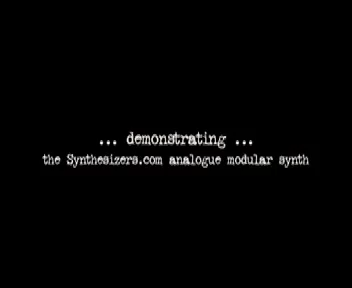 ... demonstrating ...
the Synthesizers.com analogue modular synth